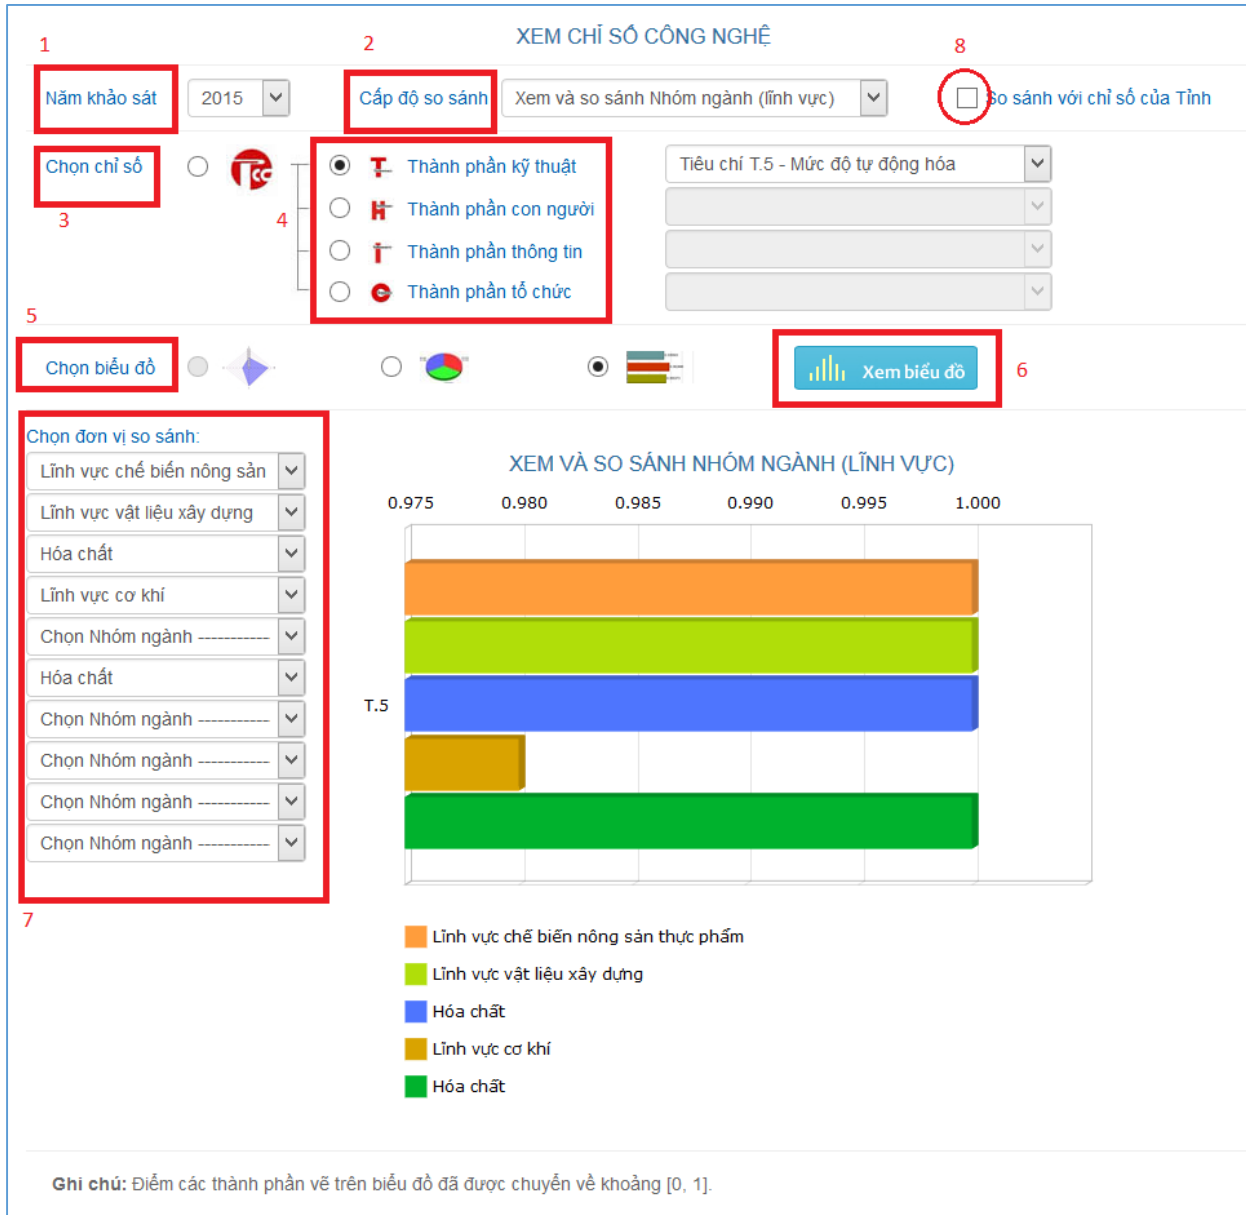 XEM CHỈ SỐ CÔNG NGHỆ
1
2
8
Năm khảo sát 2015 Cấp độ so sánh Xem và so sánh Nhóm ngành (lĩnh vực) So sánh với chỉ số của Tỉnh
Chọn chỉ số Tcc T Thành phần kỹ thuật Tiêu chí T.5 - Mức độ tự động hóa
3
4
H Thành phần con người
i Thành phần thông tin
Thành phần tổ chức
5
Chọn biểu đồ Xem biểu đồ 6
Chọn đơn vị so sánh:
Lĩnh vực chế biến nông sản
Lĩnh vực vật liệu xây dựng
Hóa chất
Lĩnh vực cơ khí
Chọn Nhóm ngành -----------
Hóa chất
Chọn Nhóm ngành -----------
Chọn Nhóm ngành -----------
Chọn Nhóm ngành -----------
Chọn Nhóm ngành -----------
7
XEM VÀ SO SÁNH NHÓM NGÀNH (LĨNH VỰC)
0.975 0.980 0.985 0.990 0.995 1.000
T.5
Lĩnh vực chế biến nông sản thực phẩm
Lĩnh vực vật liệu xây dựng
Hóa chất
Lĩnh vực cơ khí
Hóa chất
Ghi chú: Điểm các thành phần vẽ trên biểu đồ đã được chuyển về khoảng [0, 1].